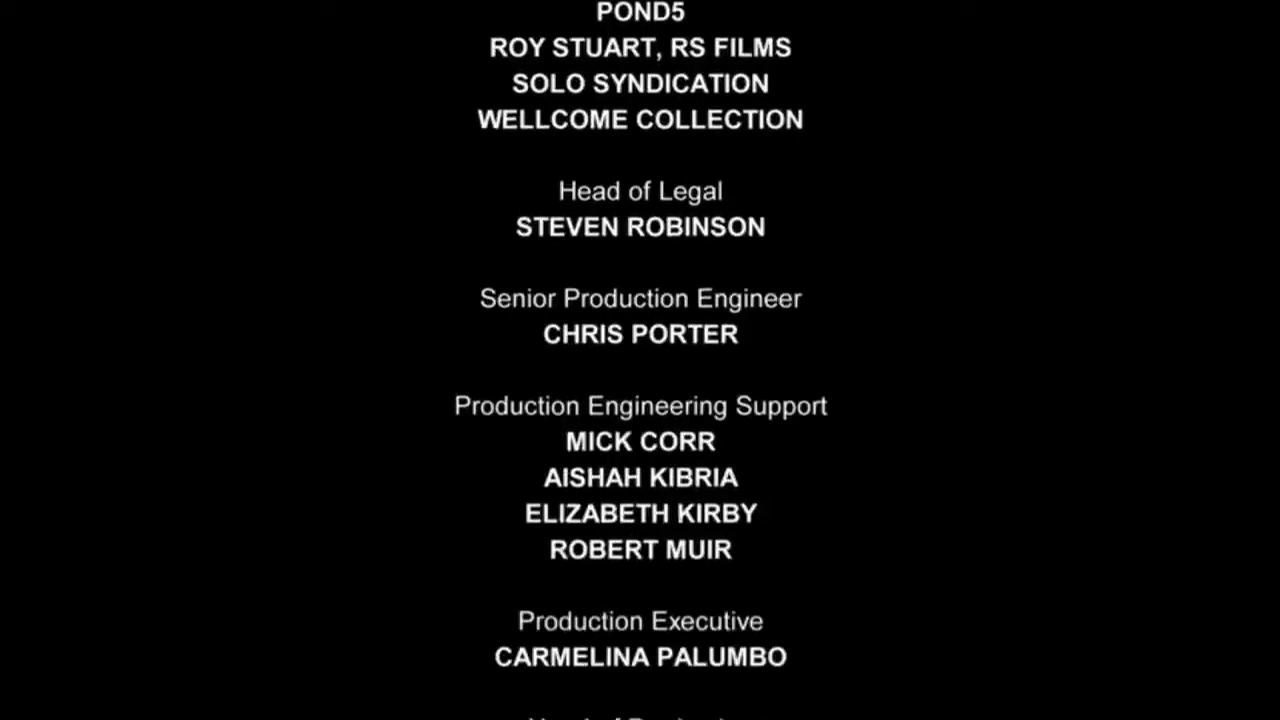 POND5
ROY STUART, RS FILMS
SOLO SYNDICATION
WELLCOME COLLECTION
Head of Legal
STEVEN ROBINSON
Senior Production Engineer
CHRIS PORTER
Production Engineering Support
MICK CORR
AISHAH KIBRIA
ELIZABETH KIRBY
ROBERT MUIR
Production Executive
CARMELINA PALUMBO